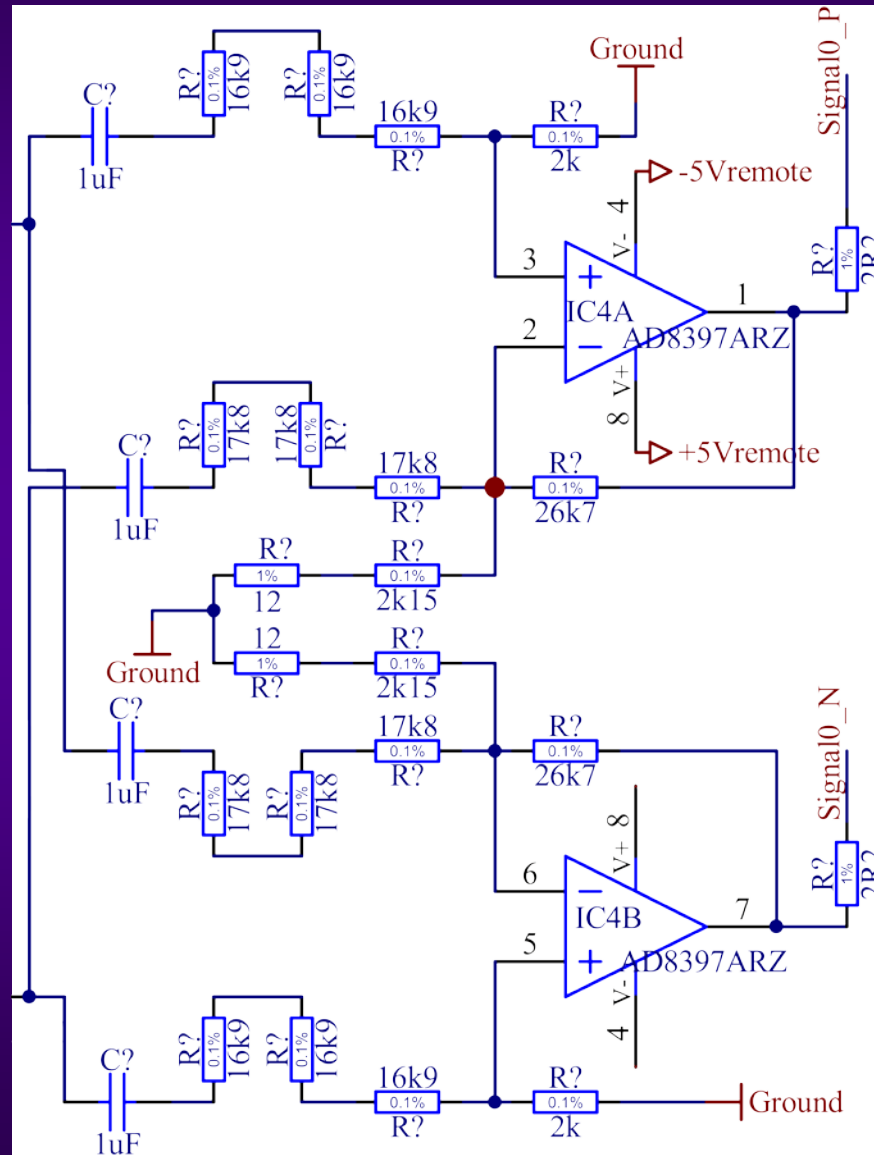 R?
0.1%
16k9
R?
0.1%
16k9
C?
1uF
16k9
0.1%
R?
R?
0.1%
2k
Ground
Signal0_P
-5Vremote
4
V-
3
2
1
IC4A
AD8397ARZ
R?
1%
2R2
V+
8
+5Vremote
R?
0.1%
17k8
17k8
0.1%
R?
C?
1uF
17k8
0.1%
R?
R?
0.1%
26k7
R?
1%
12
R?
0.1%
2k15
Ground
12
1%
R?
R?
0.1%
2k15
C?
1uF
R?
0.1%
17k8
R?
0.1%
17k8
17k8
0.1%
R?
R?
0.1%
26k7
Signal0_N
8
V+
6
5
7
IC4B
AD8397ARZ
R?
1%
2R2
V-
4
C?
1uF
R?
0.1%
16k9
R?
0.1%
16k9
16k9
0.1%
R?
R?
0.1%
2k
Ground